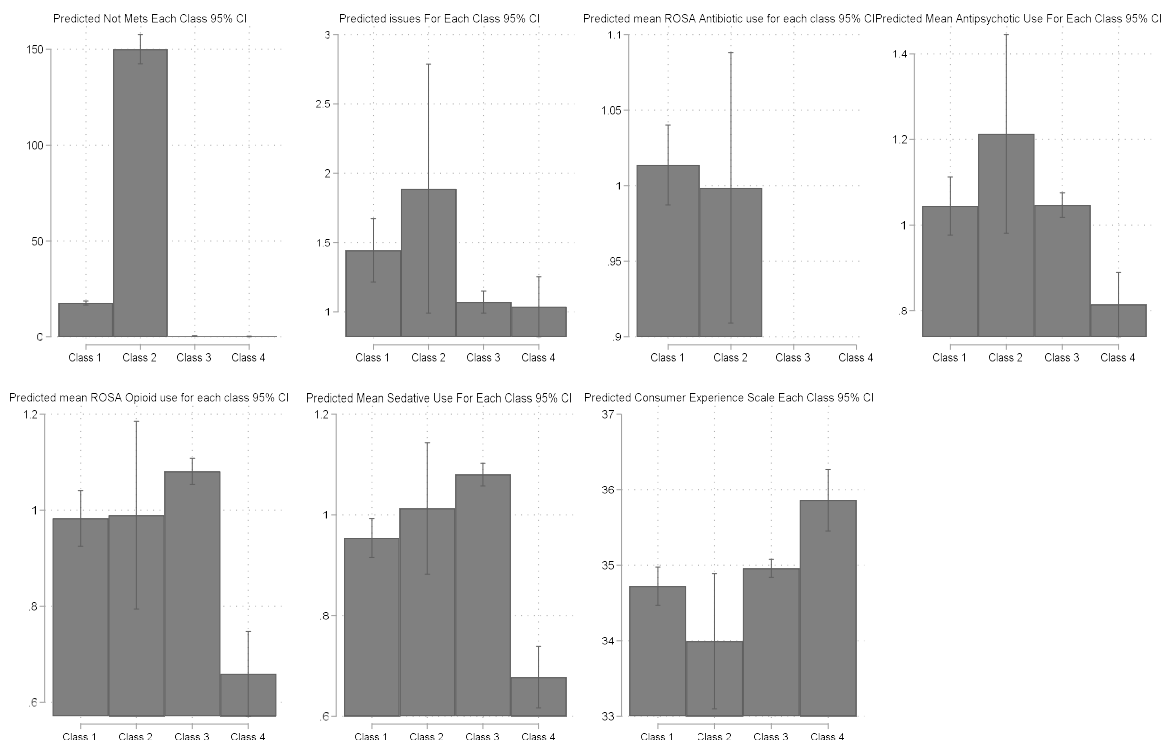 Predicted Not Mets Each Class 95% CI
150
100
50
0
Class 1 Class 2 Class 3 Class 4
Predicted issues For Each Class 95% CI
3
2.5
2
1.5
1
Class 1 Class 2 Class 3 Class 4
Predicted mean ROSA Antibiotic use for each class 95% CI
1.1
1.05
1
.95
.9
Class 1 Class 2 Class 3 Class 4
Predicted Mean Antipsychotic Use For Each Class 95% CI
1.4
1.2
1
.8
Class 1 Class 2 Class 3 Class 4
Predicted mean ROSA Opioid use for each class 95% CI
1.2
1
.8
.6
Class 1 Class 2 Class 3 Class 4
Predicted Mean Sedative Use For Each Class 95% CI
1.2
1
.8
.6
Class 1 Class 2 Class 3 Class 4
Predicted Consumer Experience Scale Each Class 95% CI
37
36
35
34
33
Class 1 Class 2 Class 3 Class 4